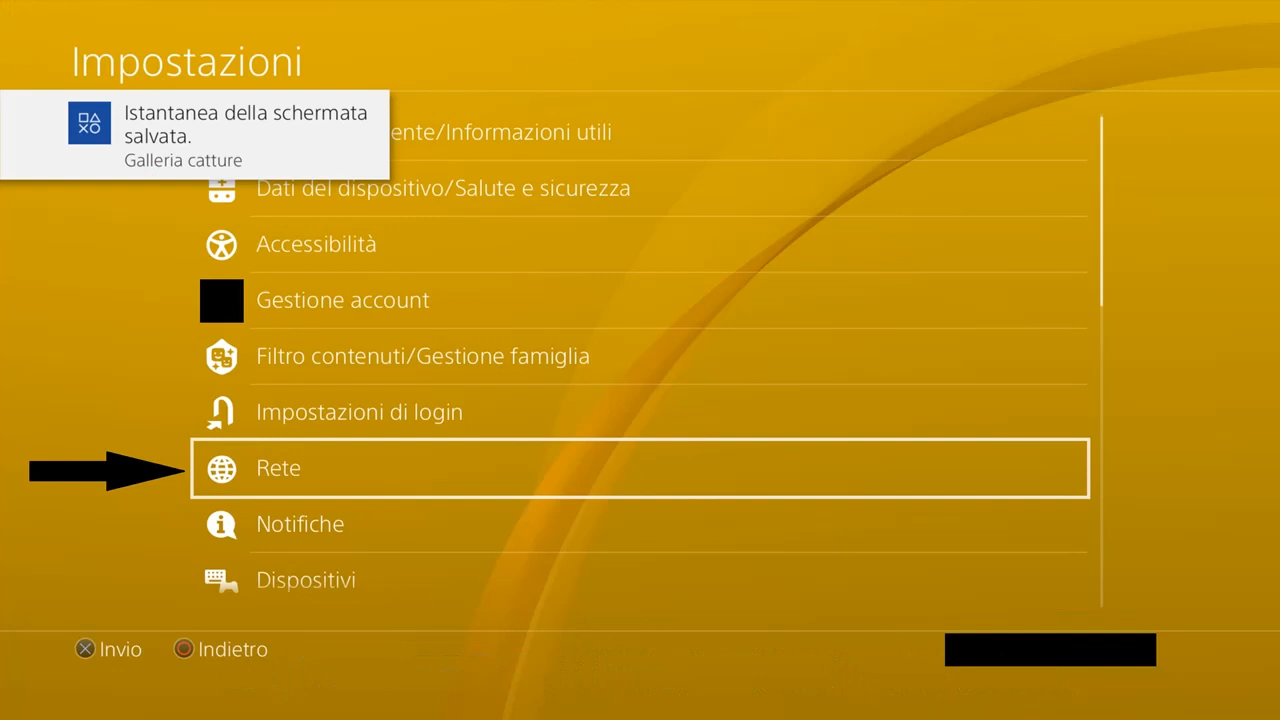 Impostazioni
Istantanea della schermata
salvata.
Galleria catture
ente/Informazioni utili
Dati del dispositivo/Salute e sicurezza
Accessibilità
Gestione account
Filtro contenuti/Gestione famiglia
Impostazioni di login
Rete
Notifiche
Dispositivi
Invio
Indietro